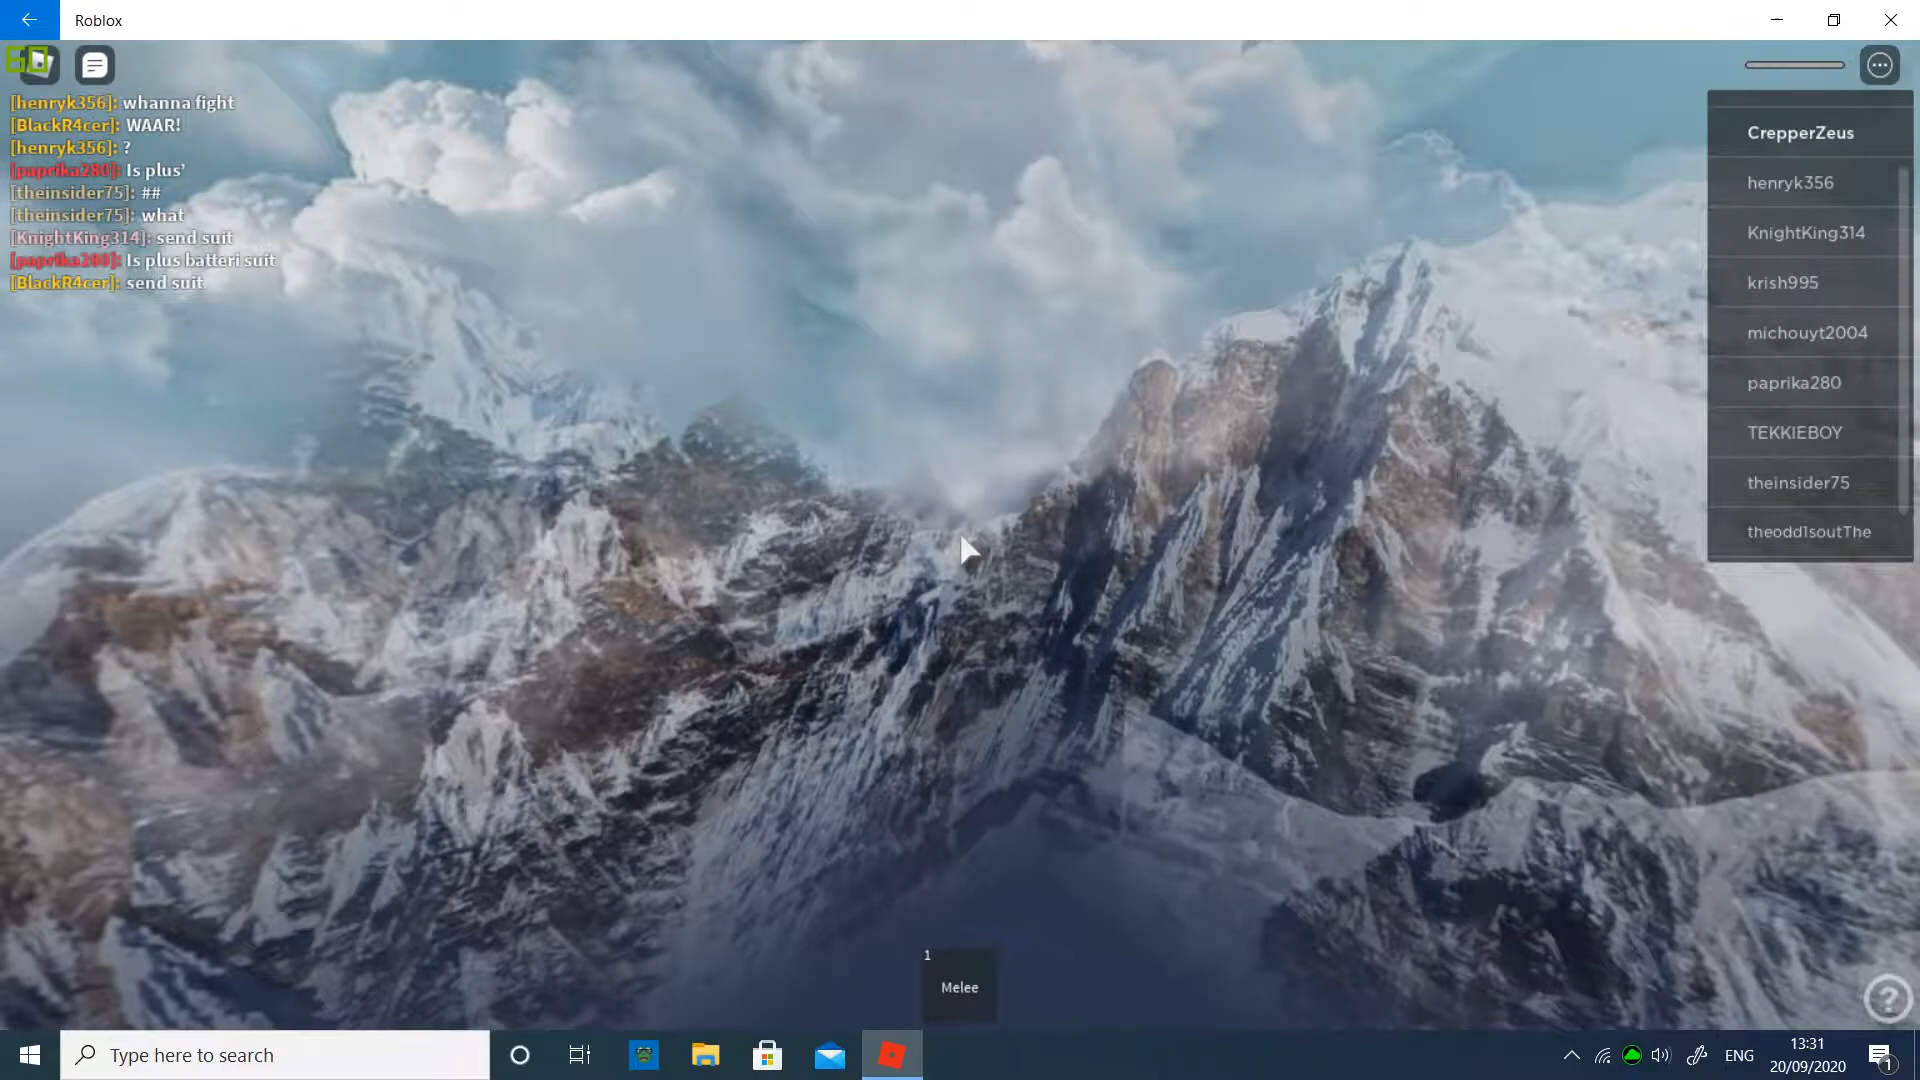 Roblox
60
[henryk356]: whanna fight
[BlackR4cer]: WAAR!
[henryk356]: ?
[paprika280]: Is plus'
[theinsider75]: ##
[theinsider75]: what
[KnightKing314]: send suit
[paprika280]: Is plus batteri suit
[BlackR4cer]: send suit
CrepperZeus
henryk356
KnightKing314
krish995
michouyt2004
paprika280
TEKKIEBOY
theinsider75
theodd1soutThe
1
Melee
?
Type here to search
ENG
13:31
20/09/2020
1